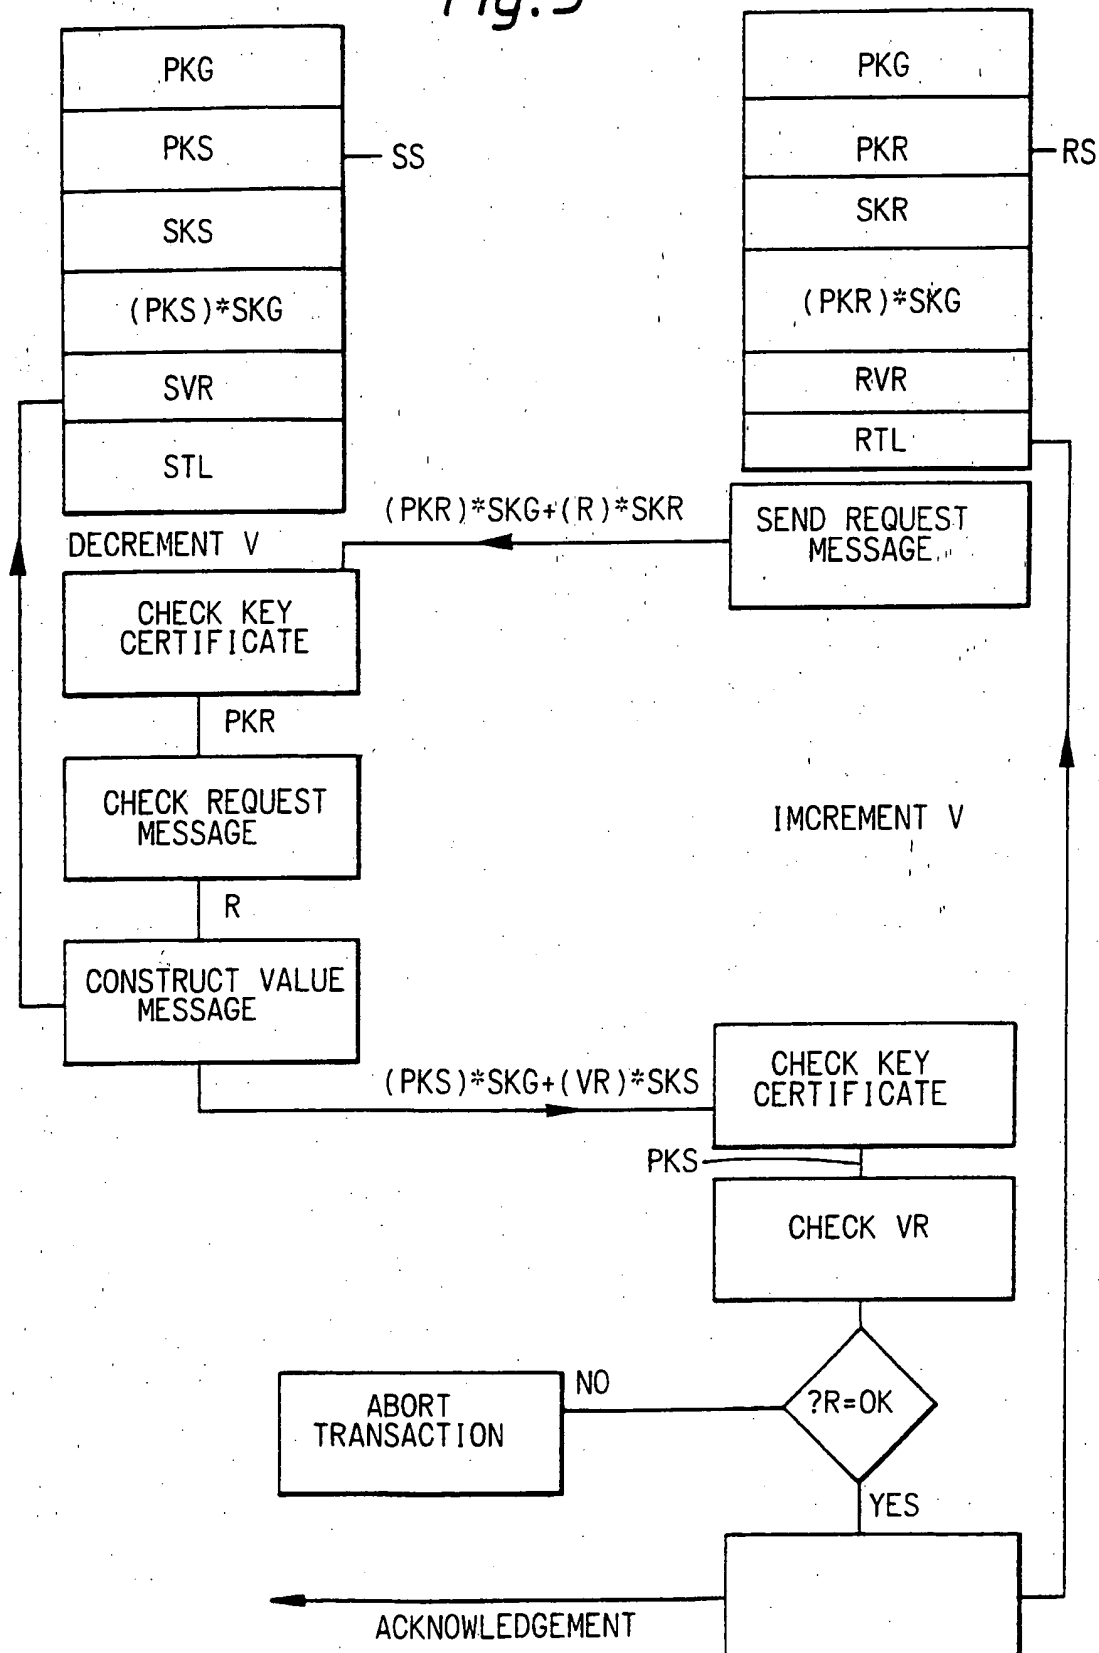 Fig.5
PKG
PKS
SS
SKS
(PKS)*SKG
SVR
STL
PKG
PKR
RS
SKR
(PKR)*SKG
RVR
RTL
(PKR)*SKG+(R)*SKR
SEND REQUEST
MESSAGE
DECREMENT V
CHECK KEY
CERTIFICATE
PKR
CHECK REQUEST
MESSAGE
IMCREMENT V
R
CONSTRUCT VALUE
MESSAGE
(PKS)*SKG+(VR)*SKS
CHECK KEY
CERTIFICATE
PKS
CHECK VR
?R=OK
NO
ABORT
TRANSACTION
YES
ACKNOWLEDGEMENT